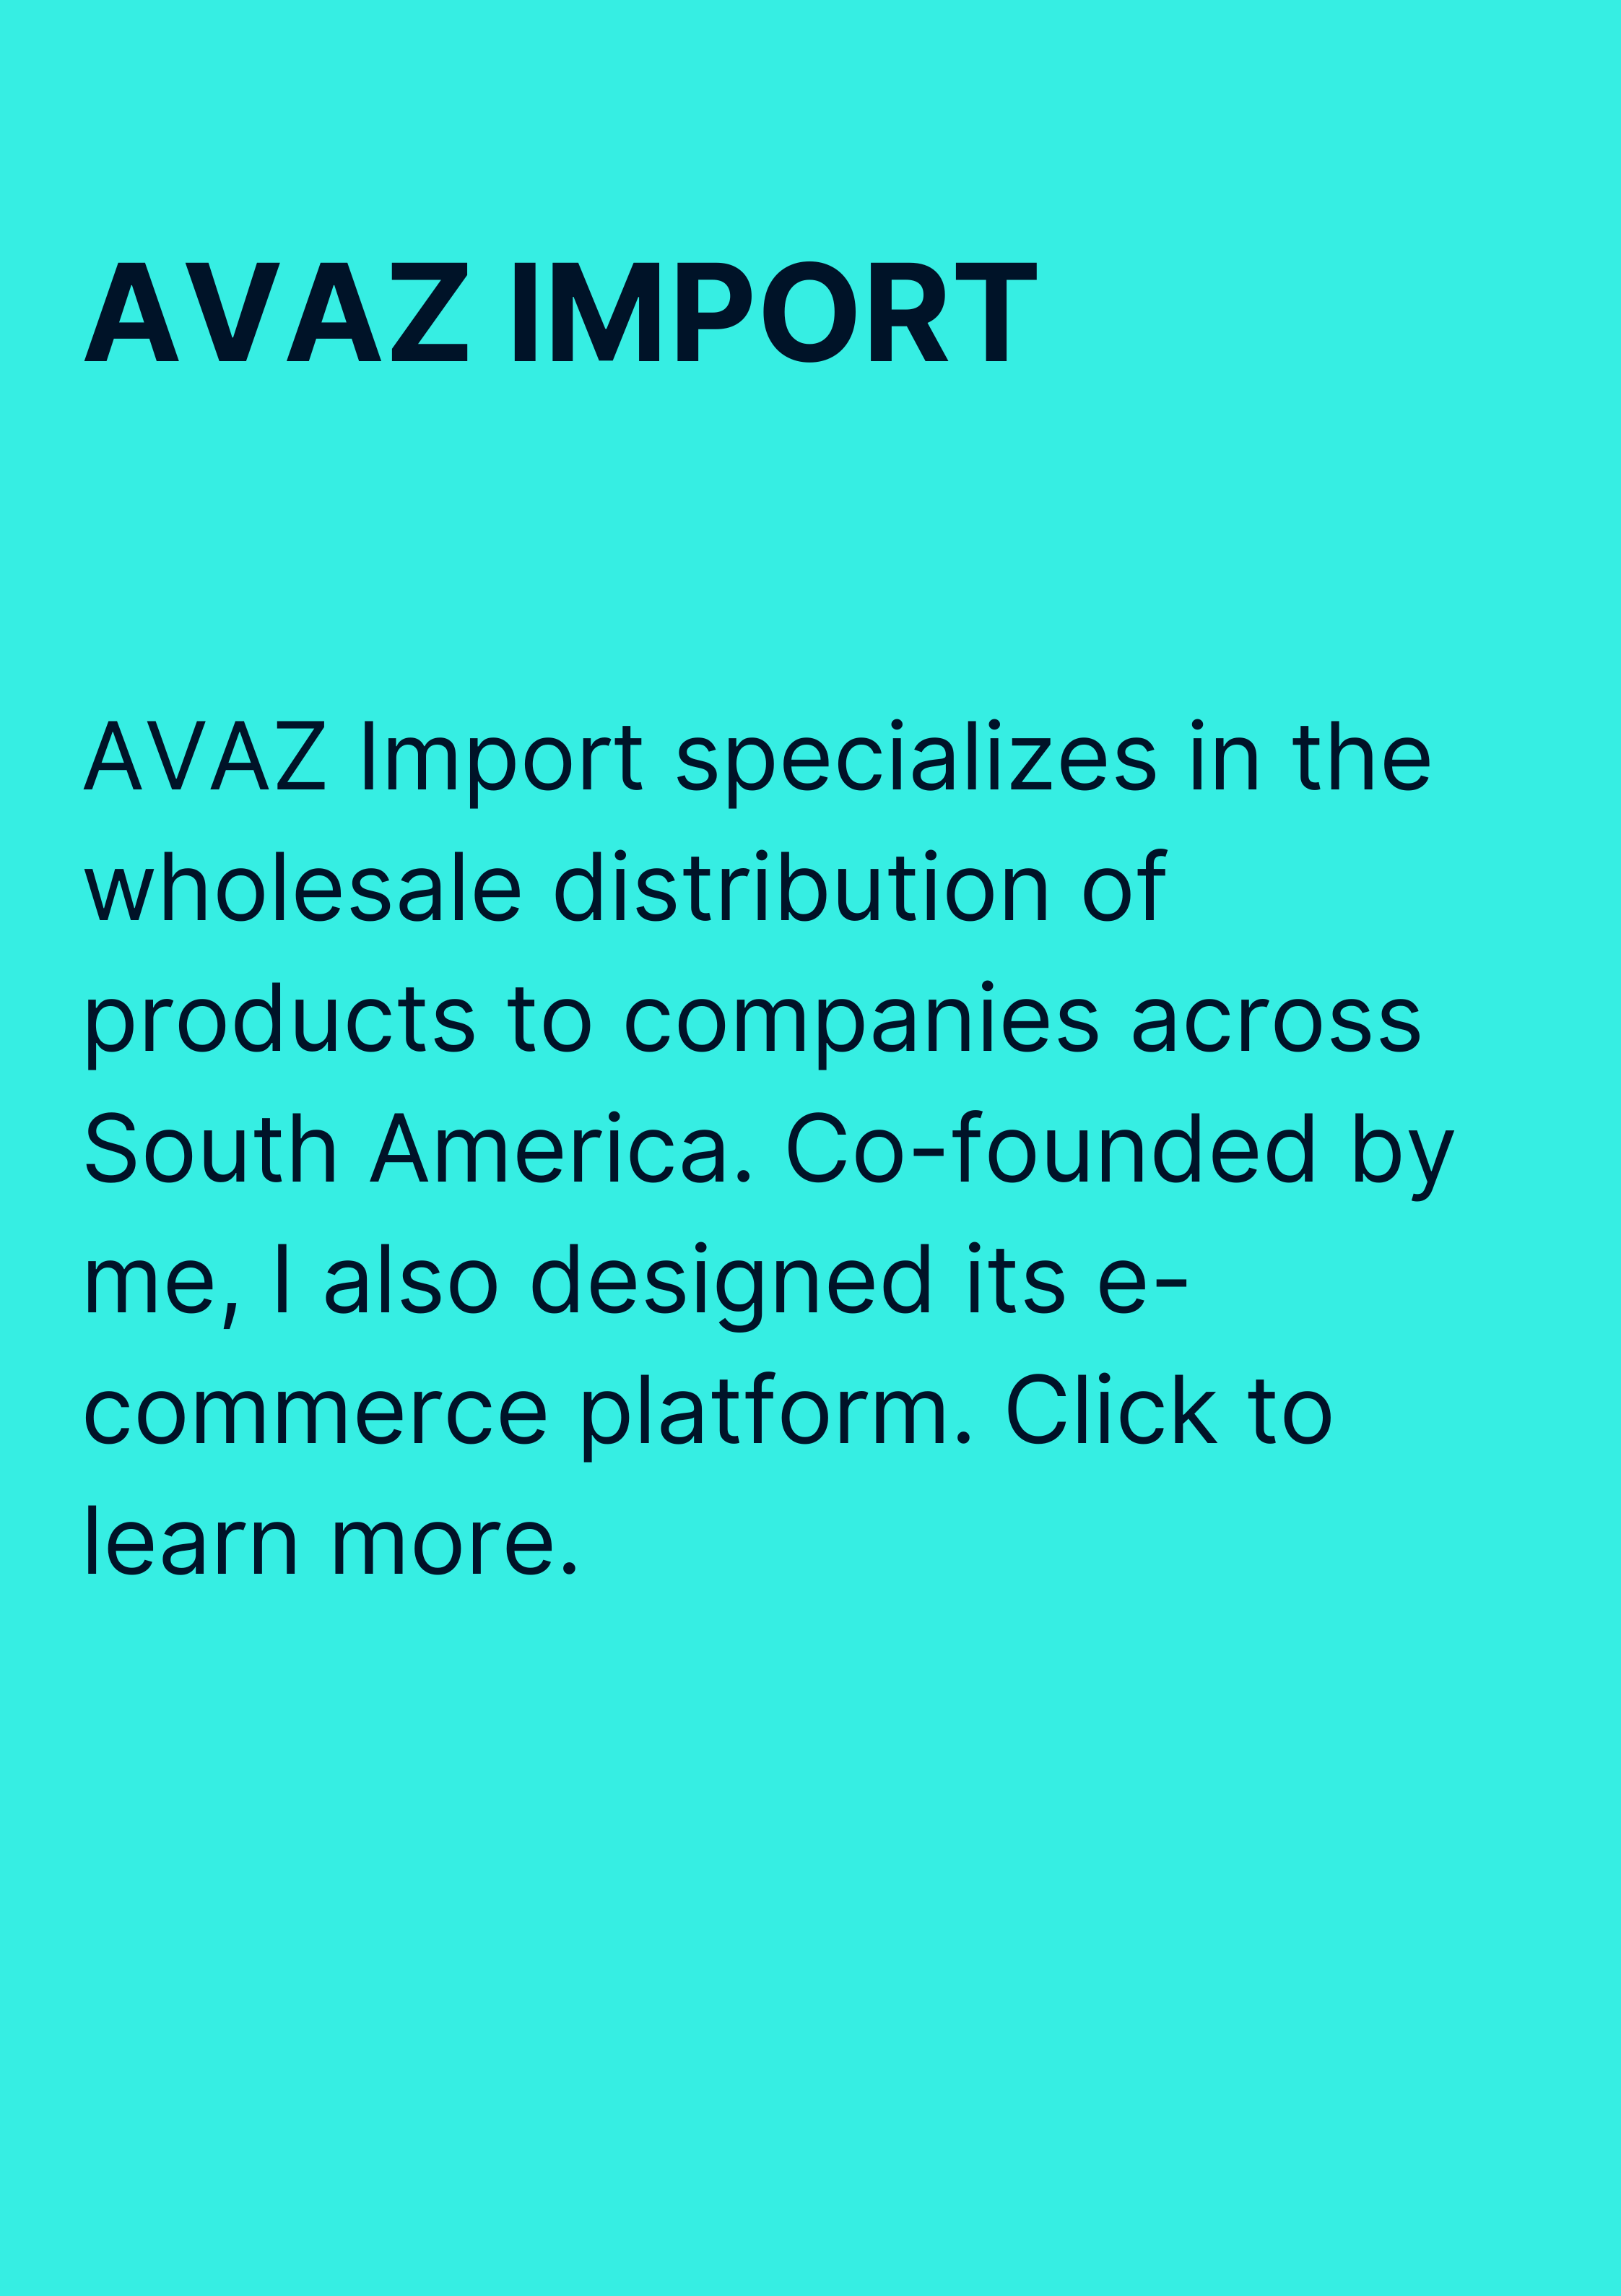 AVAZ IMPORT
AVAZ Import specializes in the
wholesale distribution of
products to companies across
South America. Co-founded by
me, I also designed its e-
commerce platform. Click to
learn more.